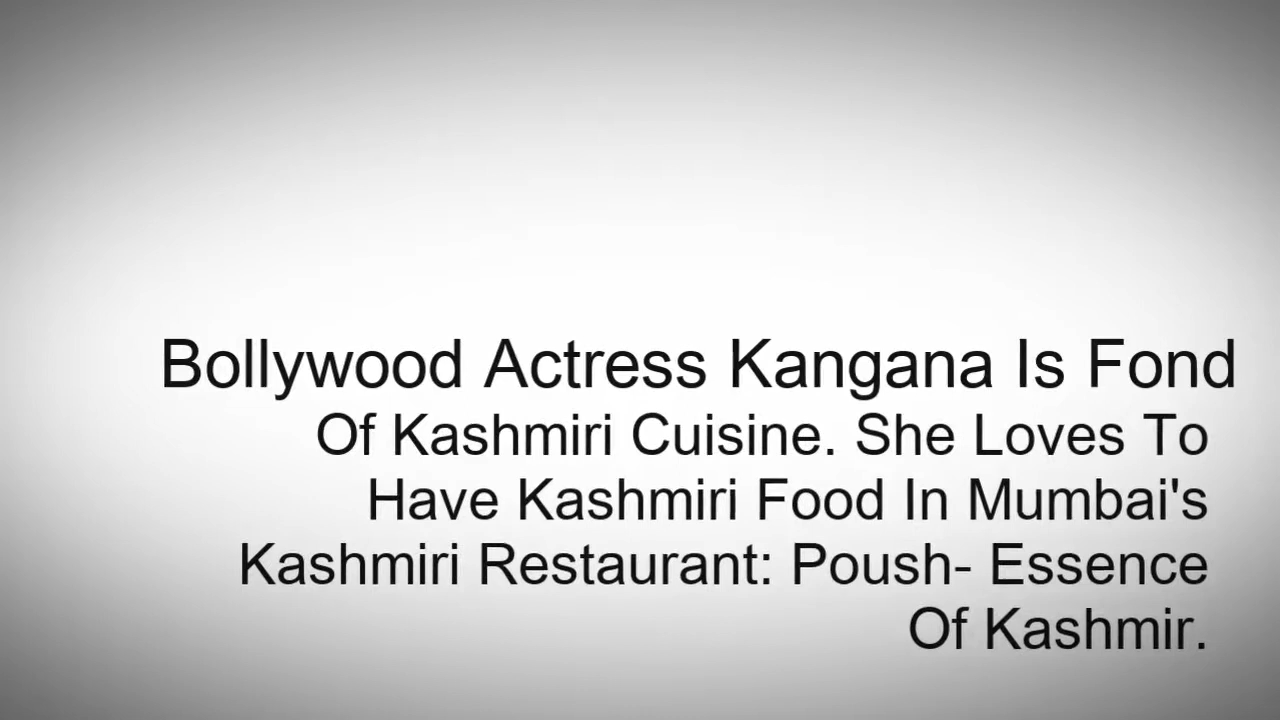 Bollywood Actress Kangana Is Fond
Of Kashmiri Cuisine. She Loves To
Have Kashmiri Food In Mumbai's
Kashmiri Restaurant: Poush- Essence
Of Kashmir.